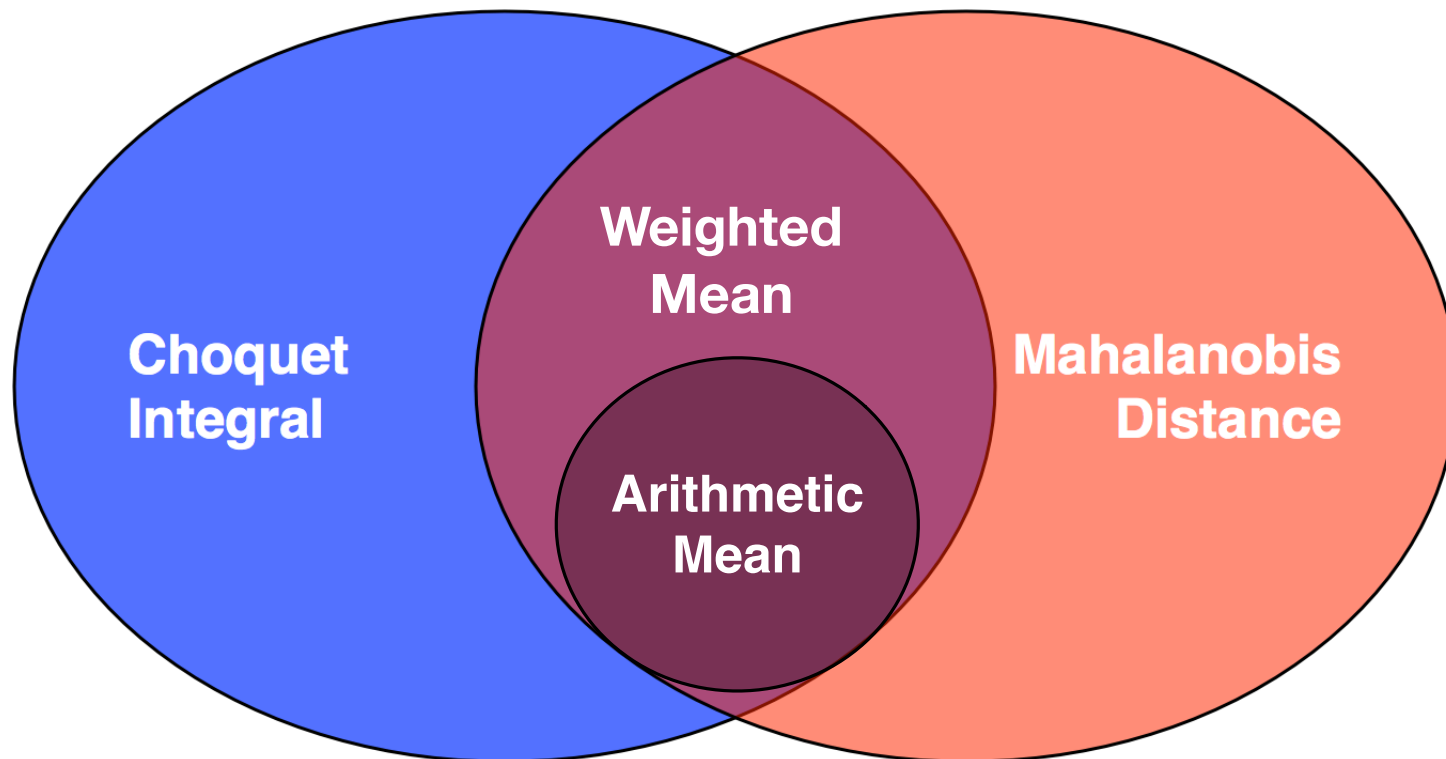 Weighted
Mean
Choquet
Integral
Mahalanobis
Distance
Arithmetic
Mean